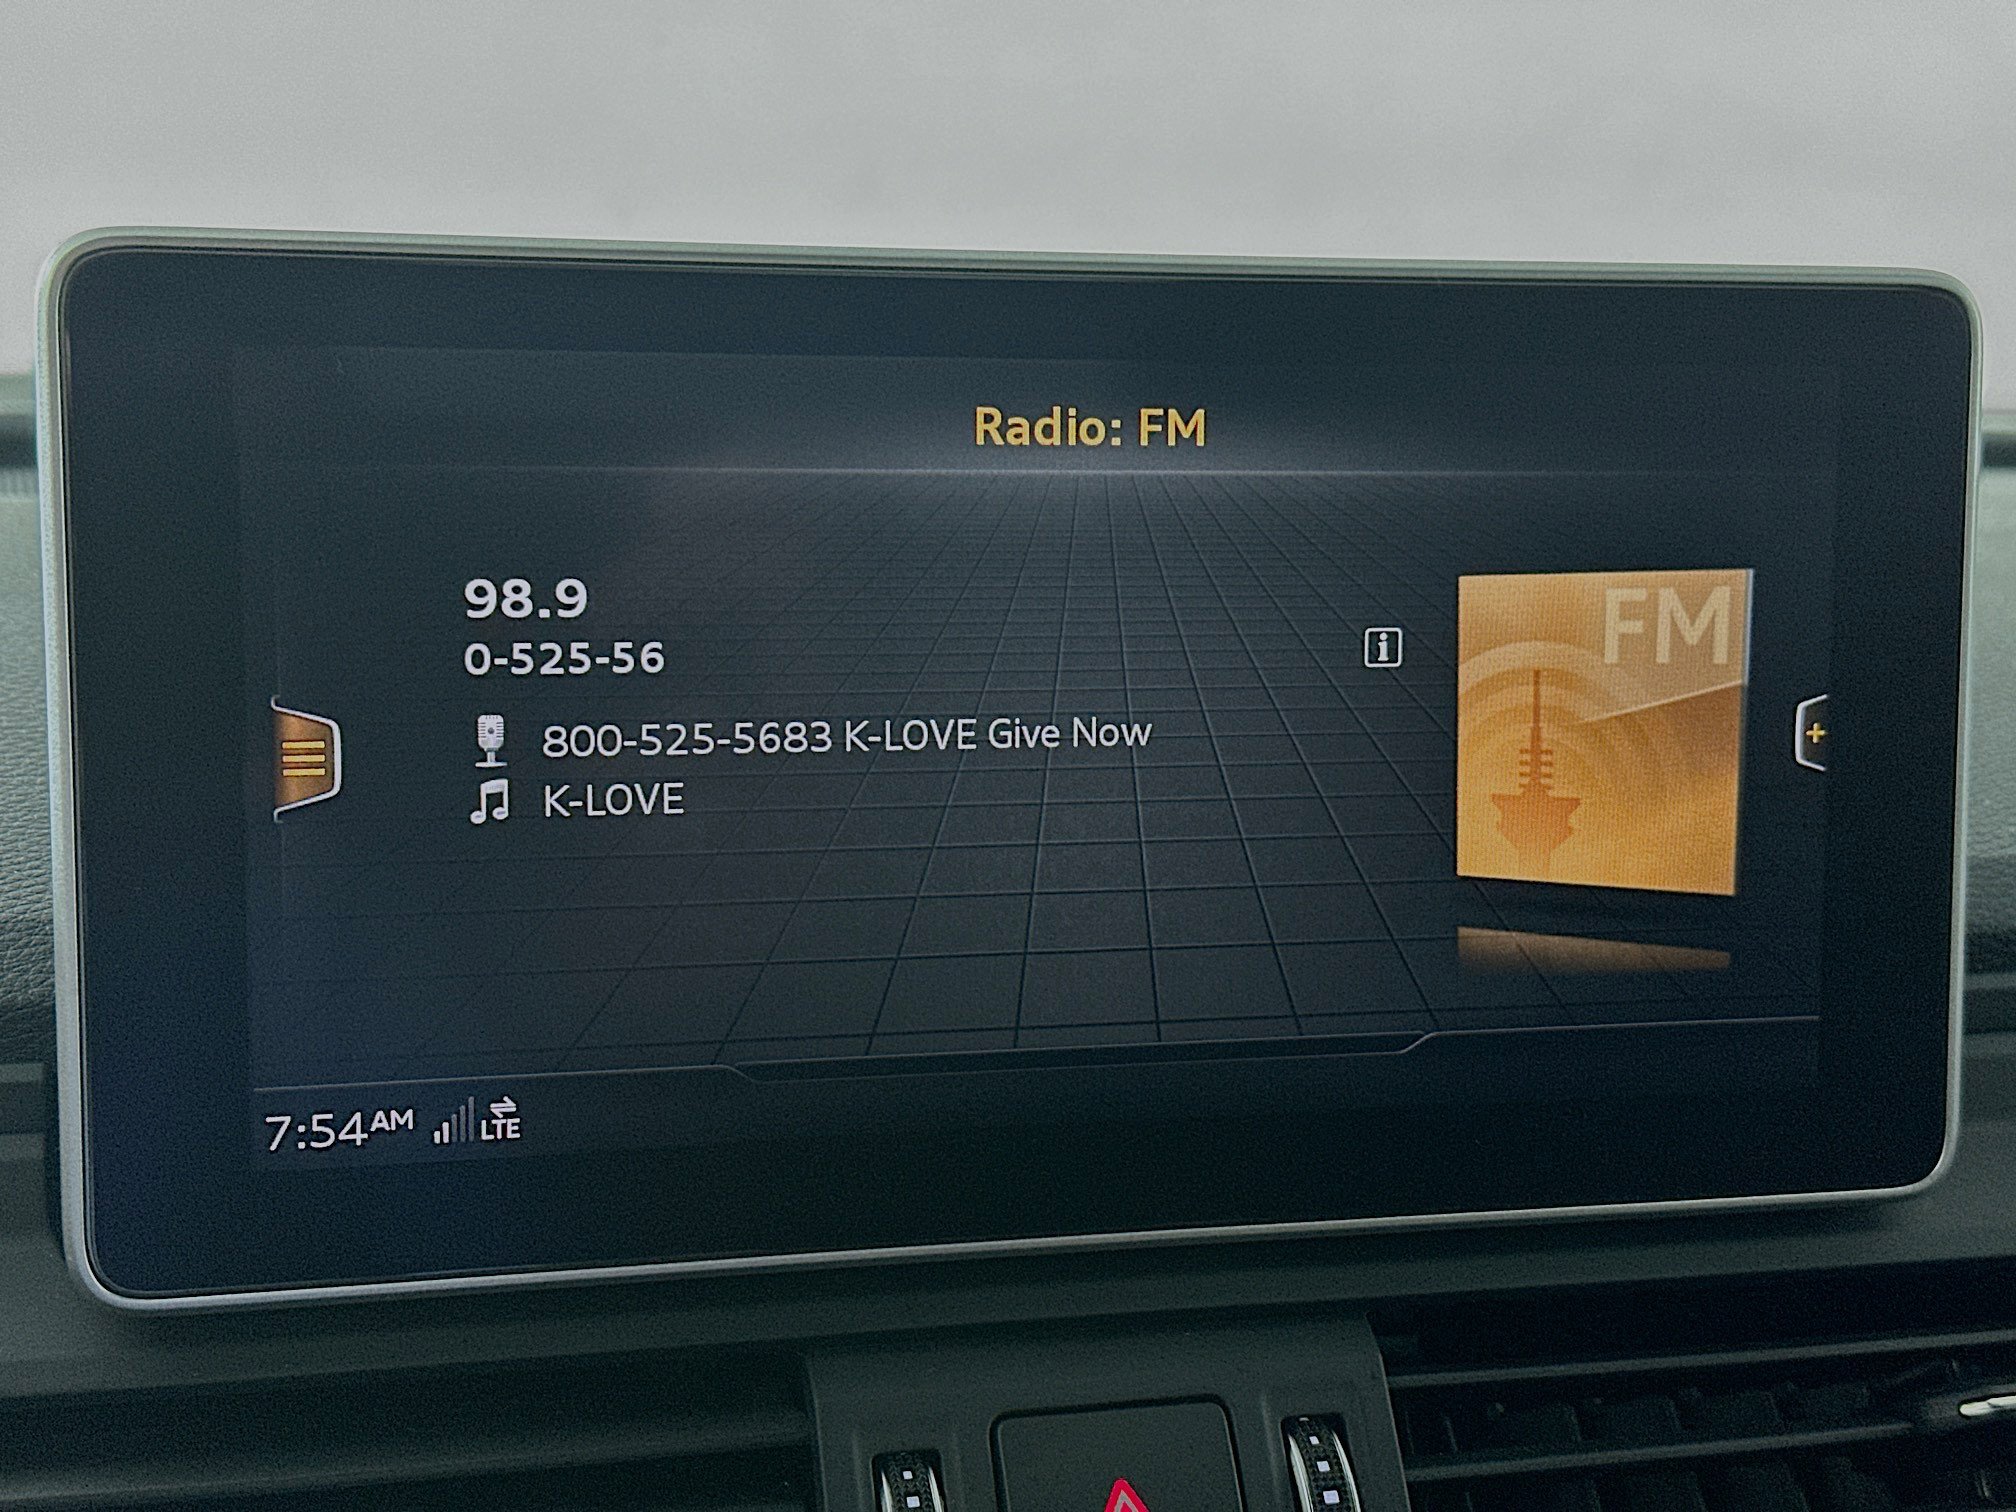 Radio: FM
98.9
0-525-56
800-525-5683 K-LOVE Give Now
K-LOVE
FM
7:54AM LTE